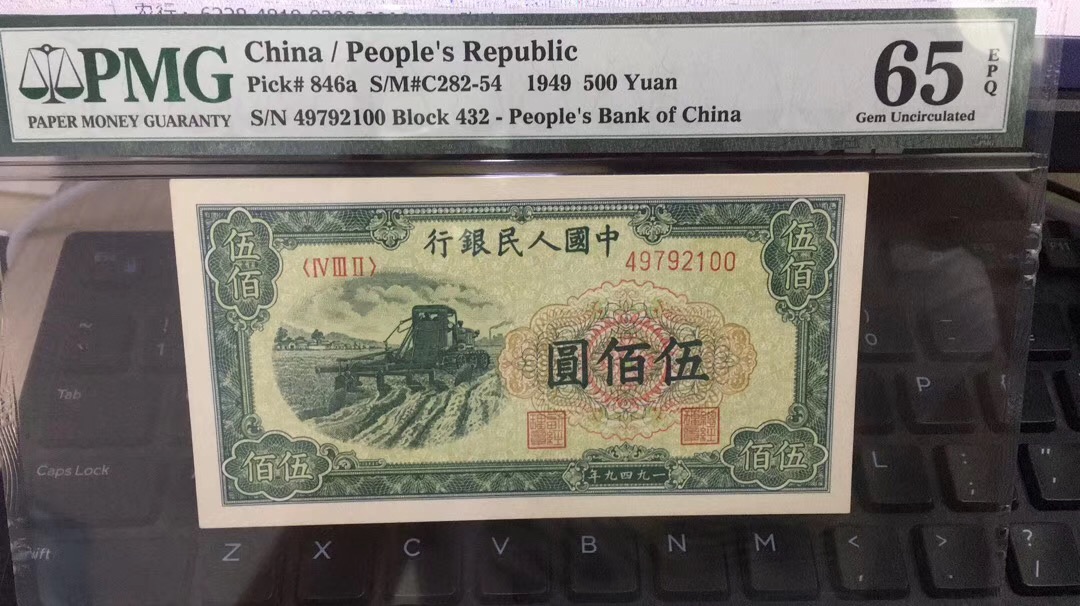 PMG
PAPER MONEY GUARANTY
China / People's Republic
Pick# 846a S/M#C282-54 1949 500 Yuan
S/N 49792100 Block 432 - People's Bank of China
65
EPQ
Gem Uncirculated
行銀民人國中
〈IV III II〉
49792100
伍佰
伍佰
圓佰伍
佰伍
佰伍
年九四九一
Tab
Caps Lock
P
L
Z X C V B N M < > ?